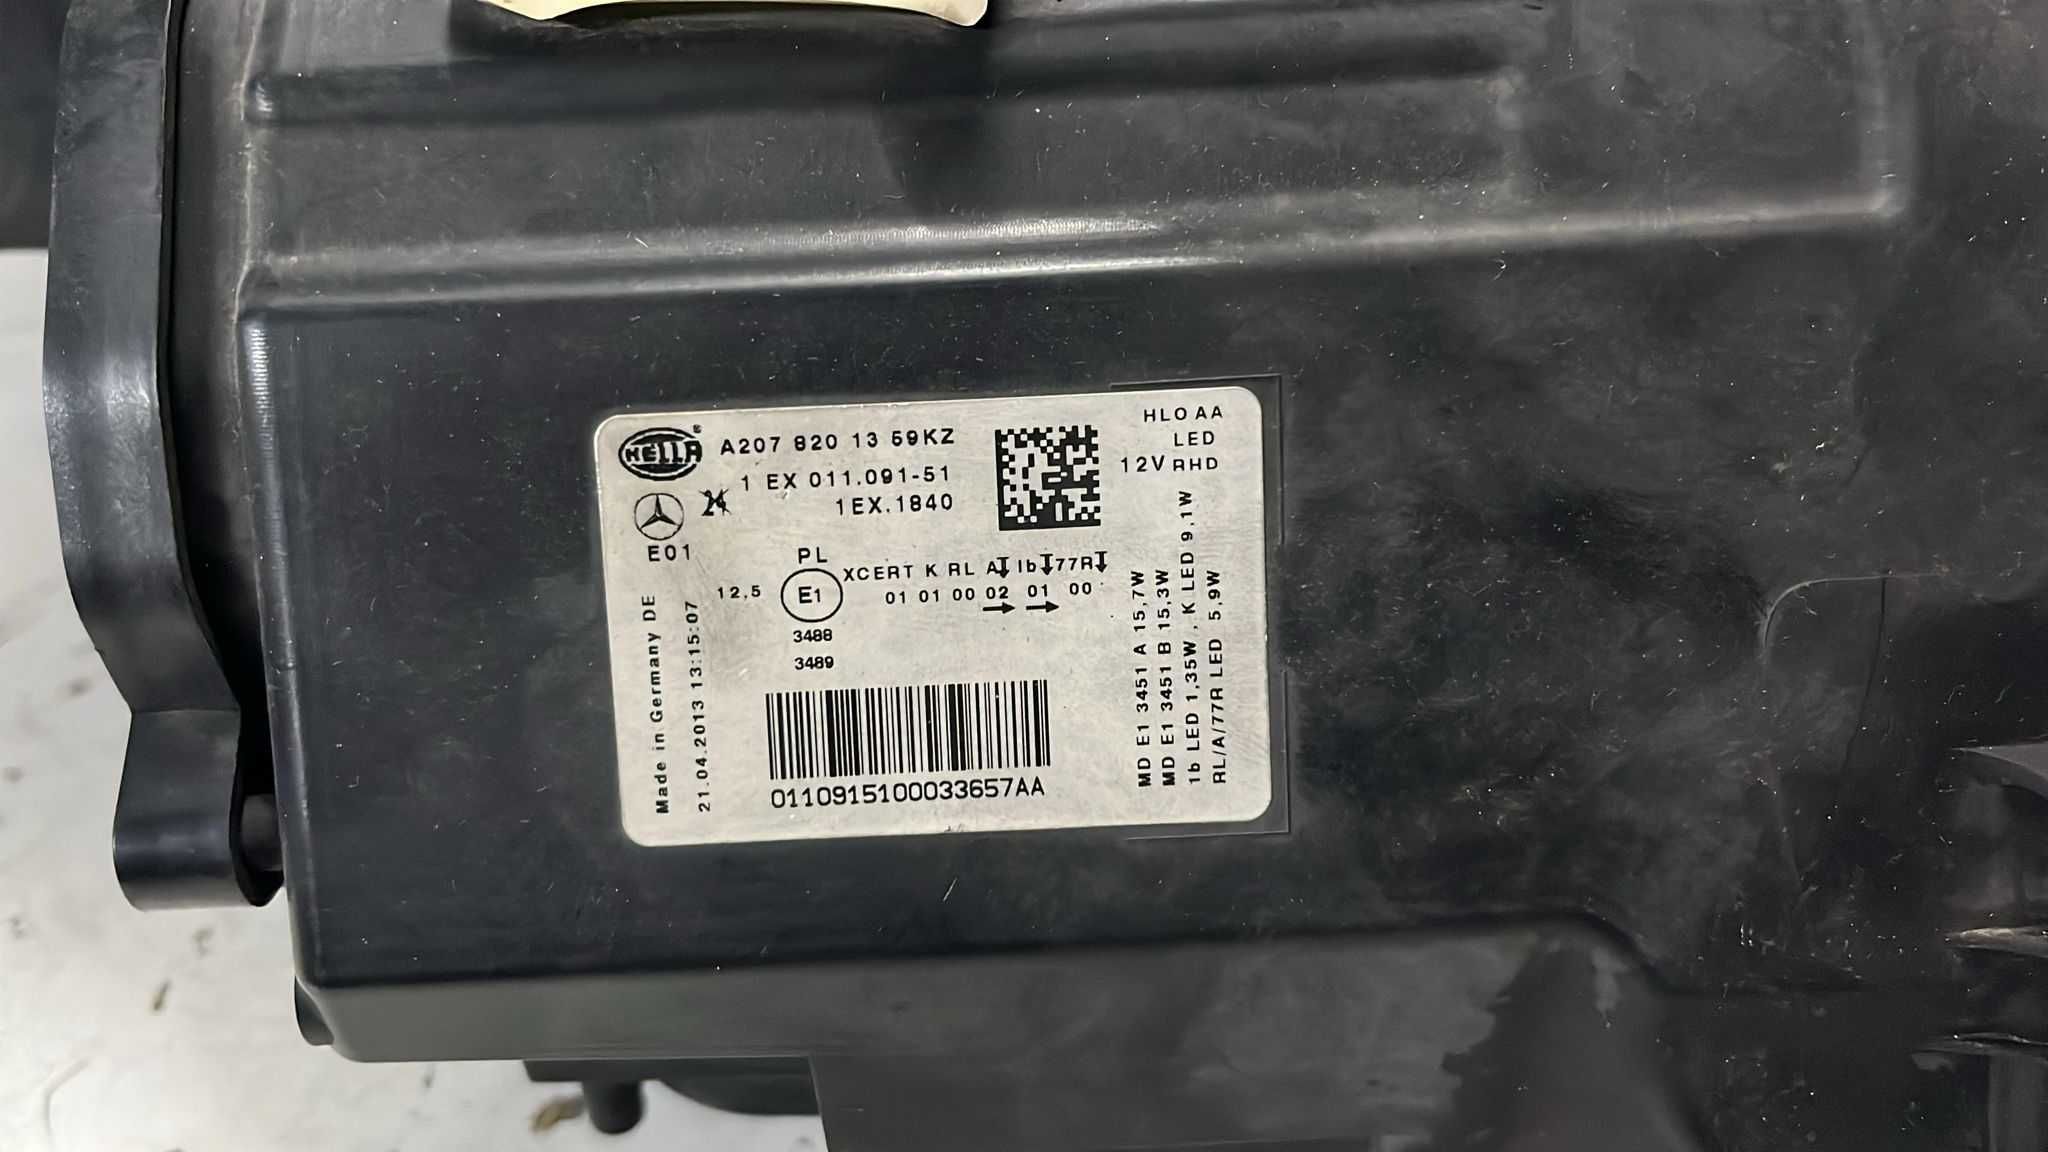 HELLA®
A207 820 13 59KZ
1 EX 011.091-51
1EX.1840
E01
HLO AA
LED
12V RHD
PL
12,5
E1
XCERT K RL A Ib 77R
01 01 00 02 01 00
3488
3489
Made in Germany DE
21.04.2013 13:15:07
0110915100033657AA
MD E1 3451 A 15,7W
MD E1 3451 B 15,3W
1b LED 1,35W, K LED 9,1W
RL/A/77R LED 5,9W